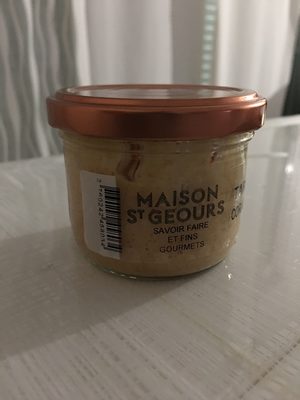 MAISON
ST GEOURS
SAVOIR FAIRE
ET FINS
GOURMETS